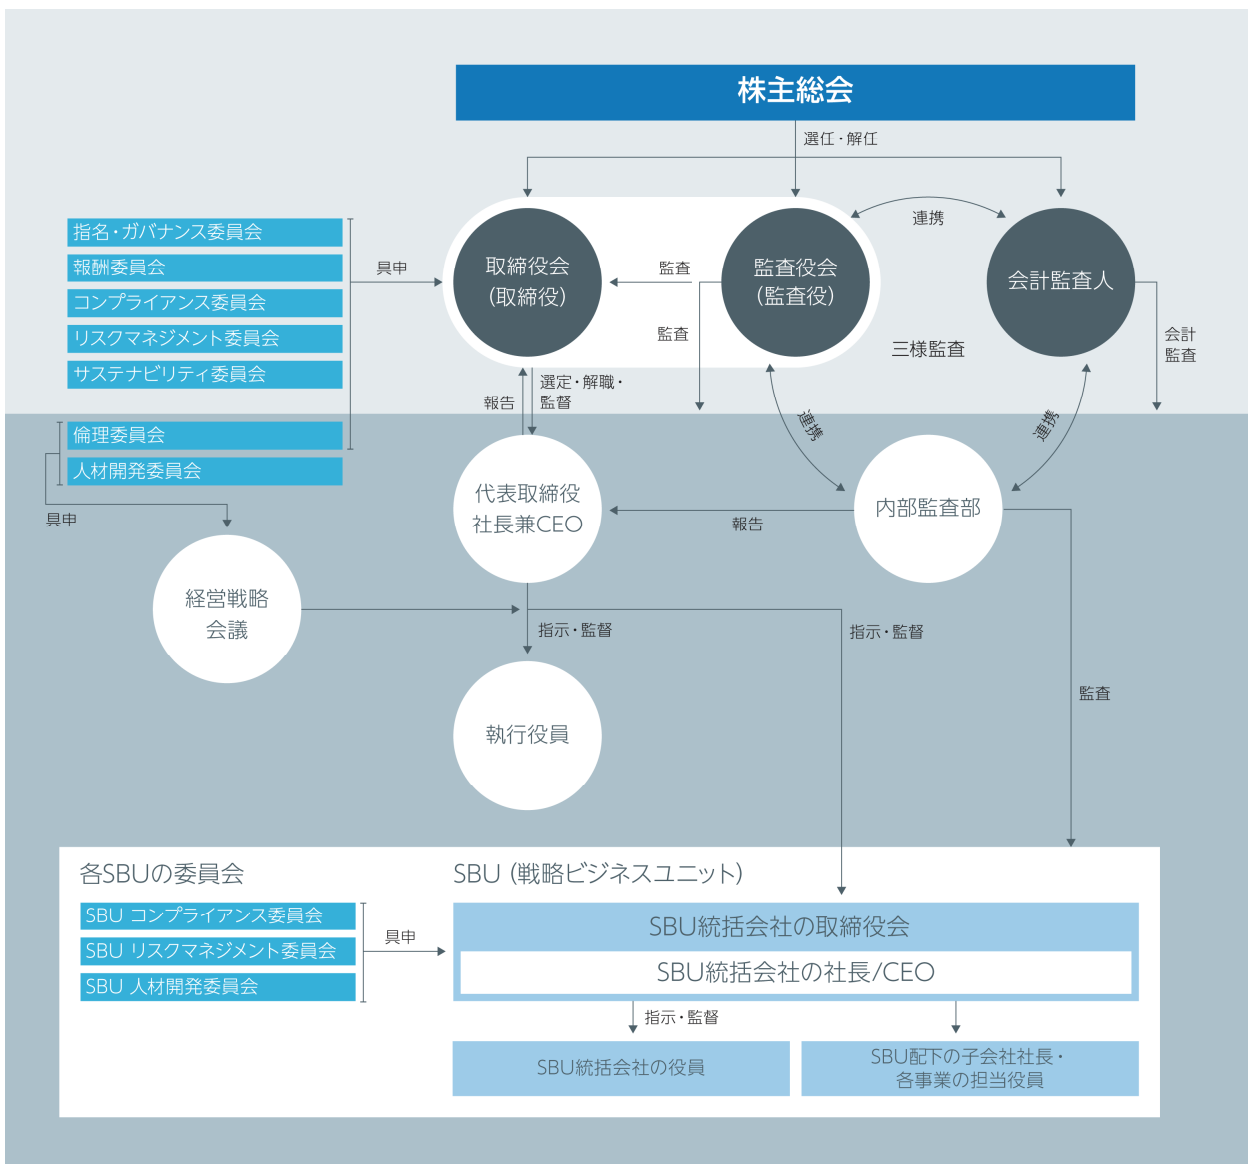 株主総会
選任・解任
連携
指名・ガバナンス委員会
報酬委員会
コンプライアンス委員会
リスクマネジメント委員会
サステナビリティ委員会
具申
取締役会
(取締役)
監査
監査役会
(監査役)
監査
会計監査人
会計
監査
三様監査
選定・解職・
監督
報告
連携
連携
倫理委員会
人材開発委員会
具申
代表取締役
社長兼CEO
報告
内部監査部
経営戦略
会議
指示・監督
指示・監督
監査
執行役員
各SBUの委員会
SBU コンプライアンス委員会
SBU リスクマネジメント委員会
SBU 人材開発委員会
具申
SBU (戦略ビジネスユニット)
SBU統括会社の取締役会
SBU統括会社の社長/CEO
指示・監督
SBU統括会社の役員
SBU配下の子会社社長・
各事業の担当役員